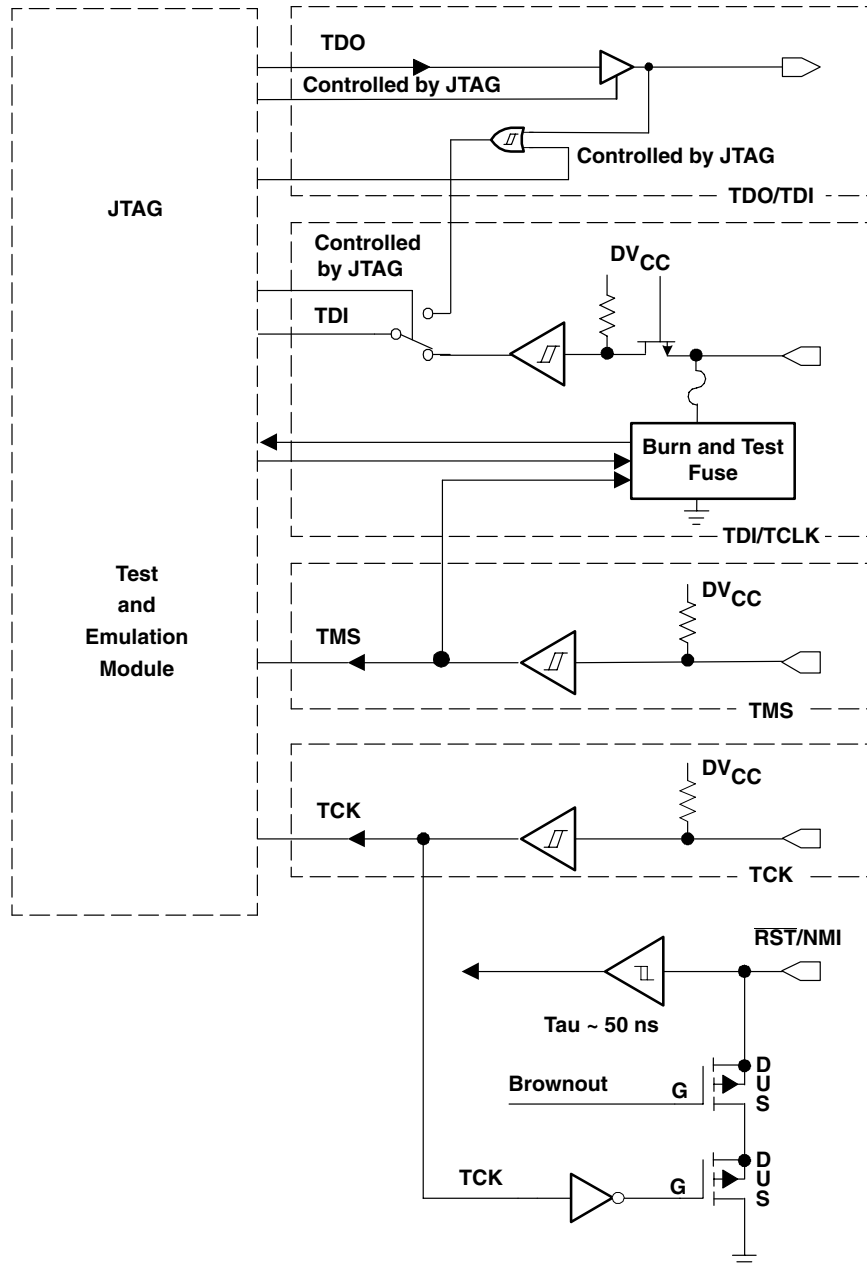 TDO
Controlled by JTAG
Controlled by JTAG
TDO/TDI
JTAG
Controlled
by JTAG
TDI
DVCC
Burn and Test
Fuse
TDI/TCLK
Test
and
Emulation
Module
TMS
DVCC
TMS
TCK
DVCC
TCK
RST/NMI
Tau ~ 50 ns
Brownout
G
D
U
S
TCK
G
D
U
S